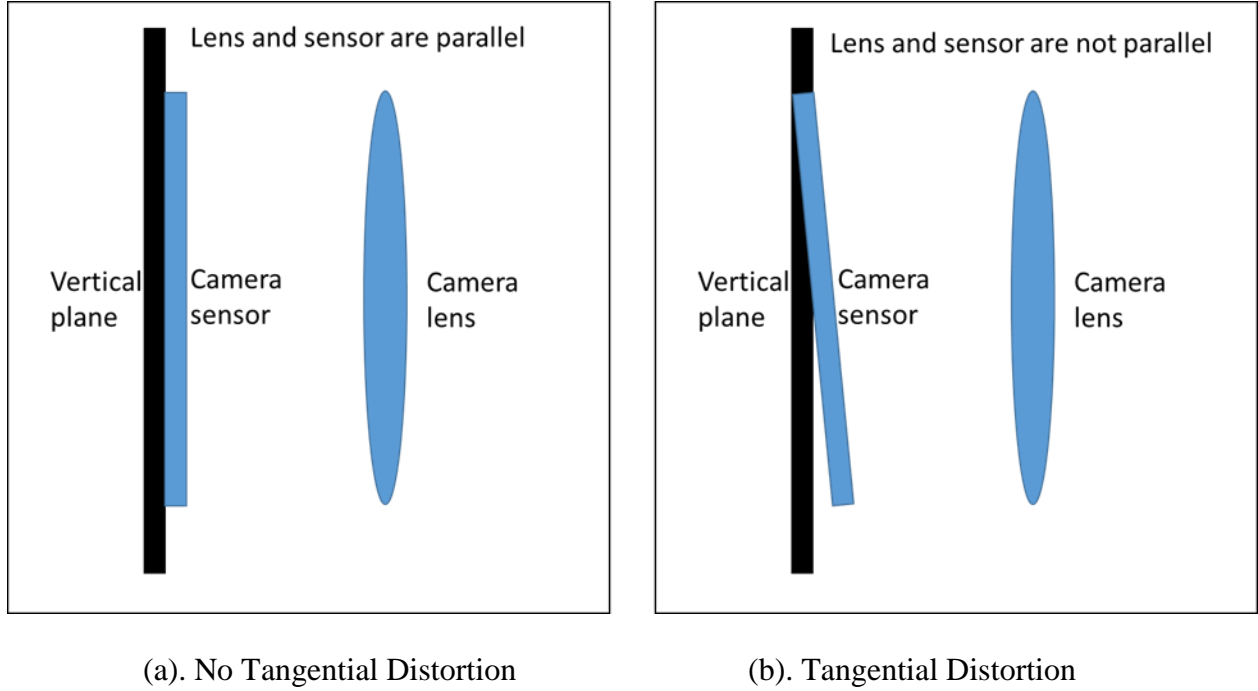 Lens and sensor are parallel
Vertical
plane
Camera
sensor
Camera
lens
Lens and sensor are not parallel
Vertical
plane
Camera
sensor
Camera
lens
(a). No Tangential Distortion
(b). Tangential Distortion